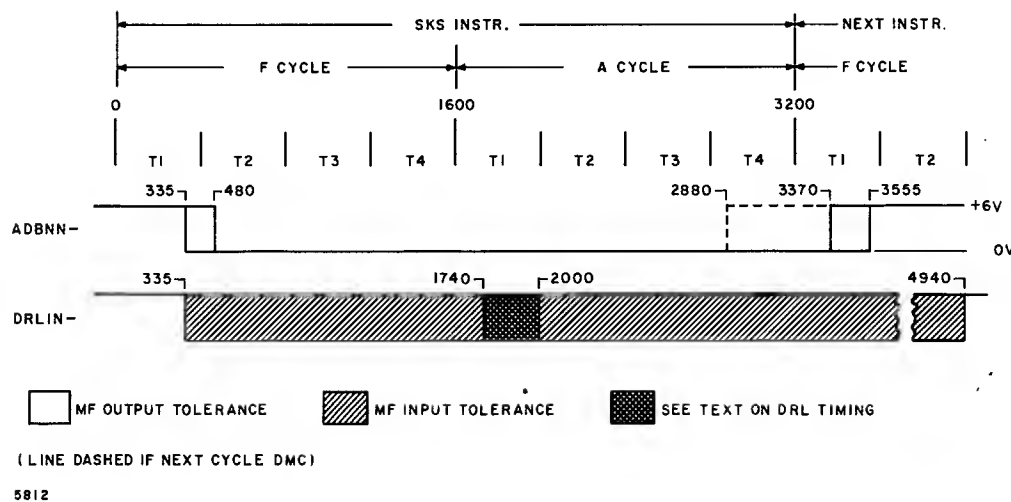 SKS INSTR. NEXT INSTR.
F CYCLE A CYCLE F CYCLE
0 1600 3200
T1 T2 T3 T4 T1 T2 T3 T4 T1 T2
335 480 2880 3370 3555
ADBNN- +6V
0V
335 1740 2000 4940
DRLIN-
MF OUTPUT TOLERANCE MF INPUT TOLERANCE SEE TEXT ON DRL TIMING
(LINE DASHED IF NEXT CYCLE DMC)
5812